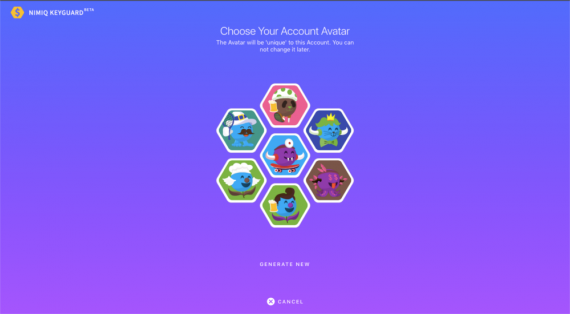 NIMIQ KEYGUARD BETA
Choose Your Account Avatar
The Avatar will be 'unique' to this Account. You can
not change it later.
GENERATE NEW
CANCEL